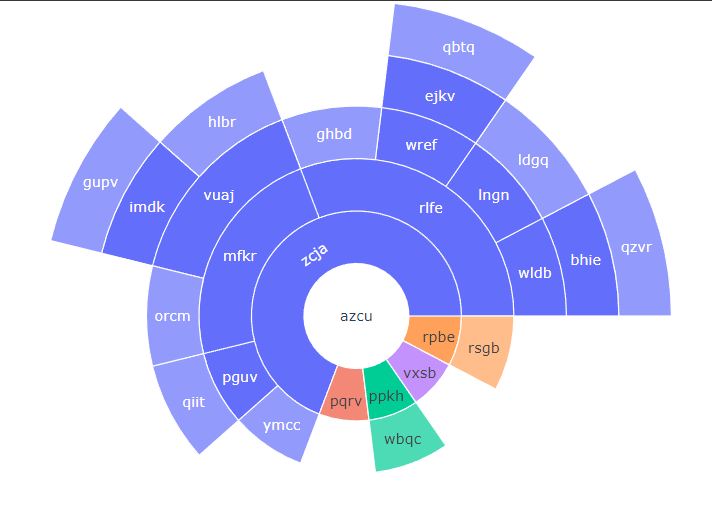 qbtq
ejkv
hlbr
ghbd
wref
ldgq
gupv
imdk
vuaj
lngn
rlfe
zcja
mfkr
qzvr
bhie
wldb
orcm
azcu
rpbe
rsgb
pguv
vxsb
qiit
pqrv
ppkh
ymcc
wbqc